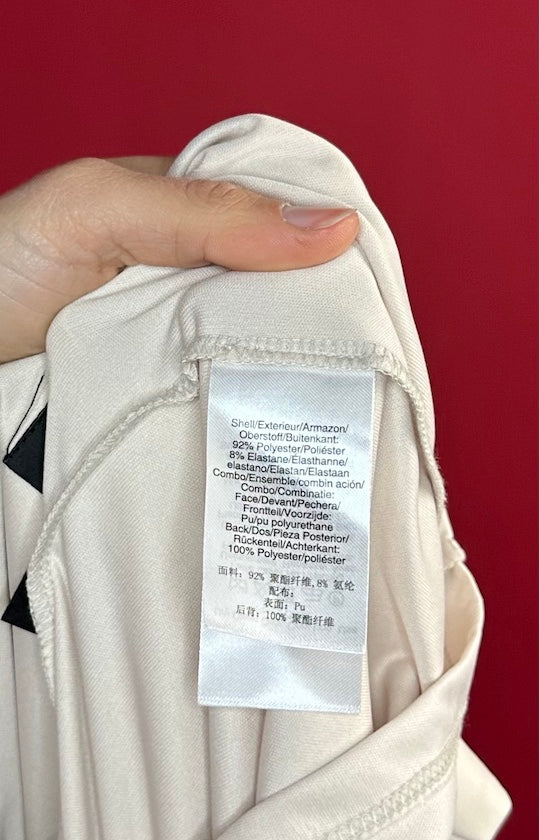 Shell/Exterieur/Armazon/
Oberstoff/Buitenkant:
92% Polyester/Poliéster
8% Elastane/Élasthanne/
elastano/Elastan/Elastaan
Combo/Ensemble/combin ación/
Combo/Combinatie:
Face/Devant/Pechera/
Frontteil/Voorzijde:
Pu/pu polyurethane
Back/Dos/Pieza Posterior/
Rückenteil/Achterkant:
100% Polyester/poliéster
面料: 92% 聚酯纤维,8% 氨纶
配布:
表面: Pu
后背: 100% 聚酯纤维